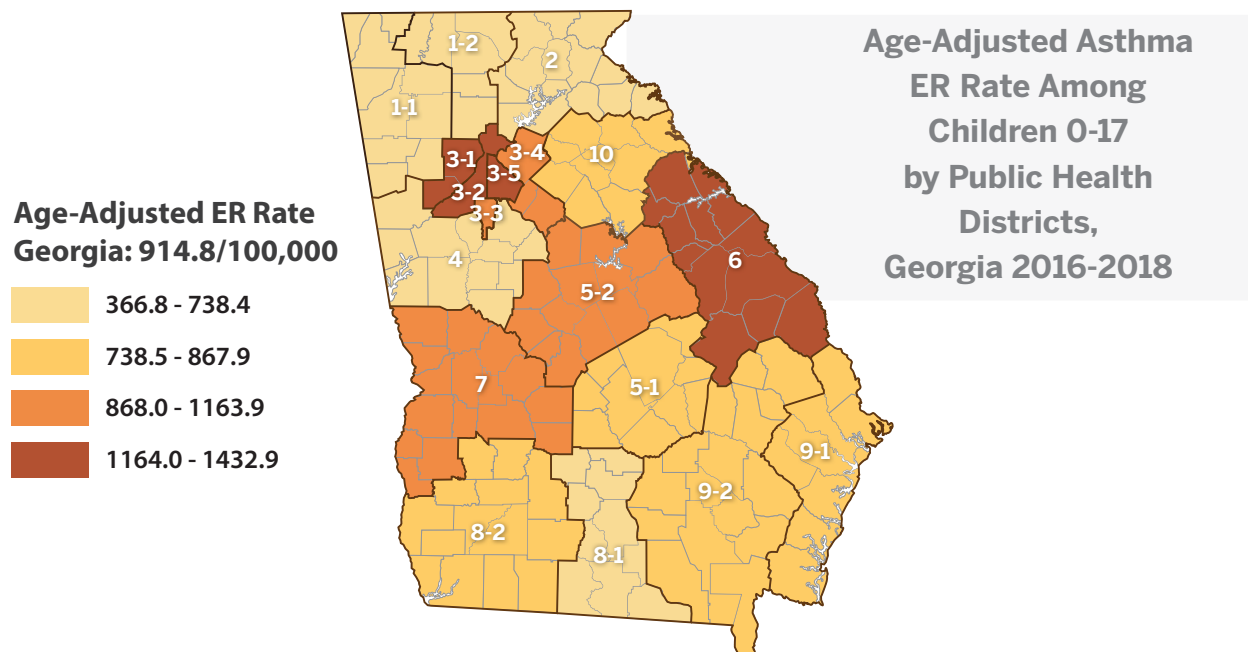 Age-Adjusted Asthma
ER Rate Among
Children 0-17
by Public Health
Districts,
Georgia 2016-2018
Age-Adjusted ER Rate
Georgia: 914.8/100,000
366.8 - 738.4
738.5 - 867.9
868.0 - 1163.9
1164.0 - 1432.9
1-2
2
1-1
3-4
10
3-1
3-5
3-2
3-3
4
6
5-2
7
5-1
9-1
9-2
8-2
8-1